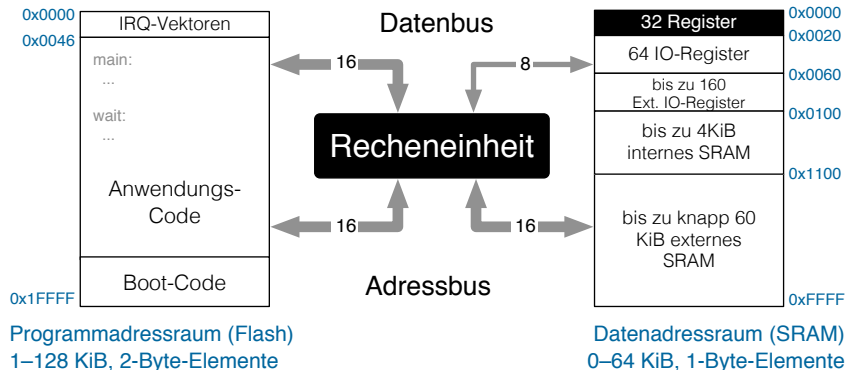 0x0000
IRQ-Vektoren
0x0046
main:
...
wait:
...
Anwendungs-
Code
Boot-Code
0x1FFFF
Programmadressraum (Flash)
1–128 KiB, 2-Byte-Elemente
Datenbus
16
8
Recheneinheit
16
16
Adressbus
32 Register
0x0000
0x0020
64 IO-Register
0x0060
bis zu 160
Ext. IO-Register
0x0100
bis zu 4KiB
internes SRAM
0x1100
bis zu knapp 60
KiB externes
SRAM
0xFFFF
Datenadressraum (SRAM)
0–64 KiB, 1-Byte-Elemente